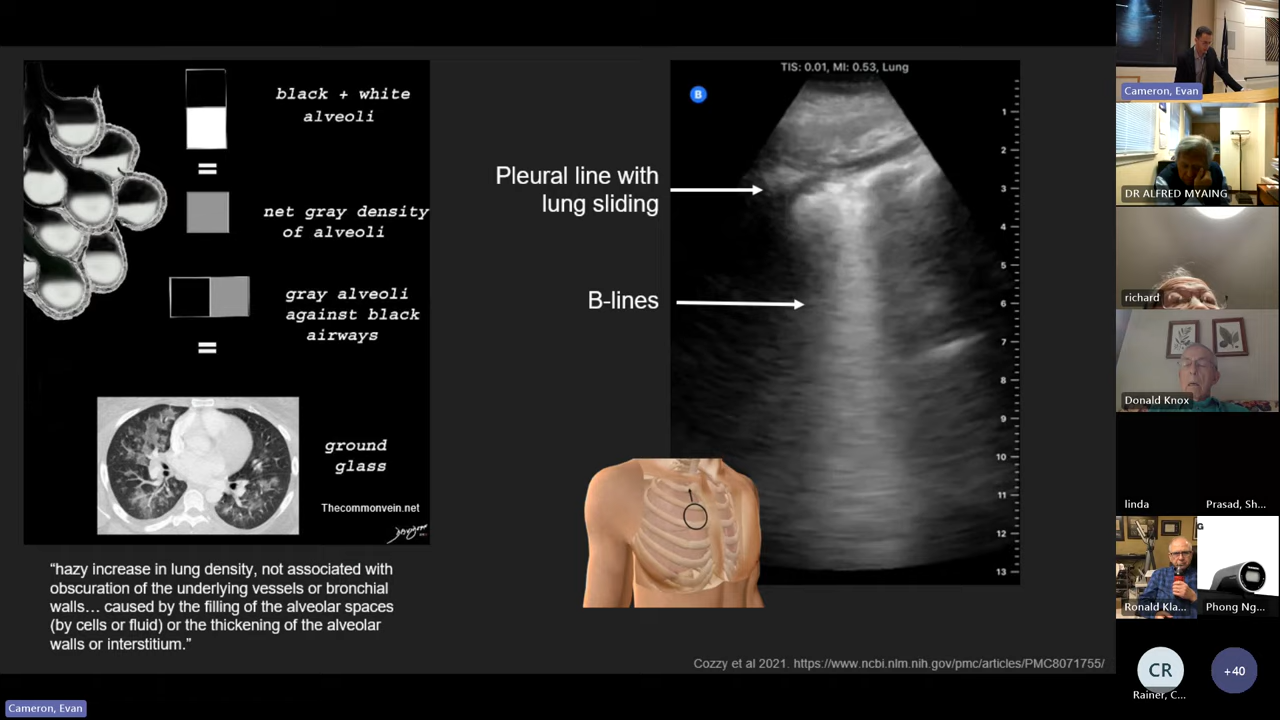 black + white
alveoli
=
net gray density
of alveoli
gray alveoli
against black
airways
=
ground
glass
Thecommonvein.net
“hazy increase in lung density, not associated with
obscuration of the underlying vessels or bronchial
walls… caused by the filling of the alveolar spaces
(by cells or fluid) or the thickening of the alveolar
walls or interstitium.”
Pleural line with
lung sliding
B-lines
TIS: 0.01, MI: 0.53, Lung
B
1
2
3
4
5
6
7
8
9
10
11
12
13
Cozzy et al 2021. https://www.ncbi.nlm.nih.gov/pmc/articles/PMC8071755/
Cameron, Evan
Cameron, Evan
DR ALFRED MYAING
richard
Donald Knox
linda
Prasad, Sh...
Ronald Kla...
Phong Ng...
CR
Rainer, C...
+40